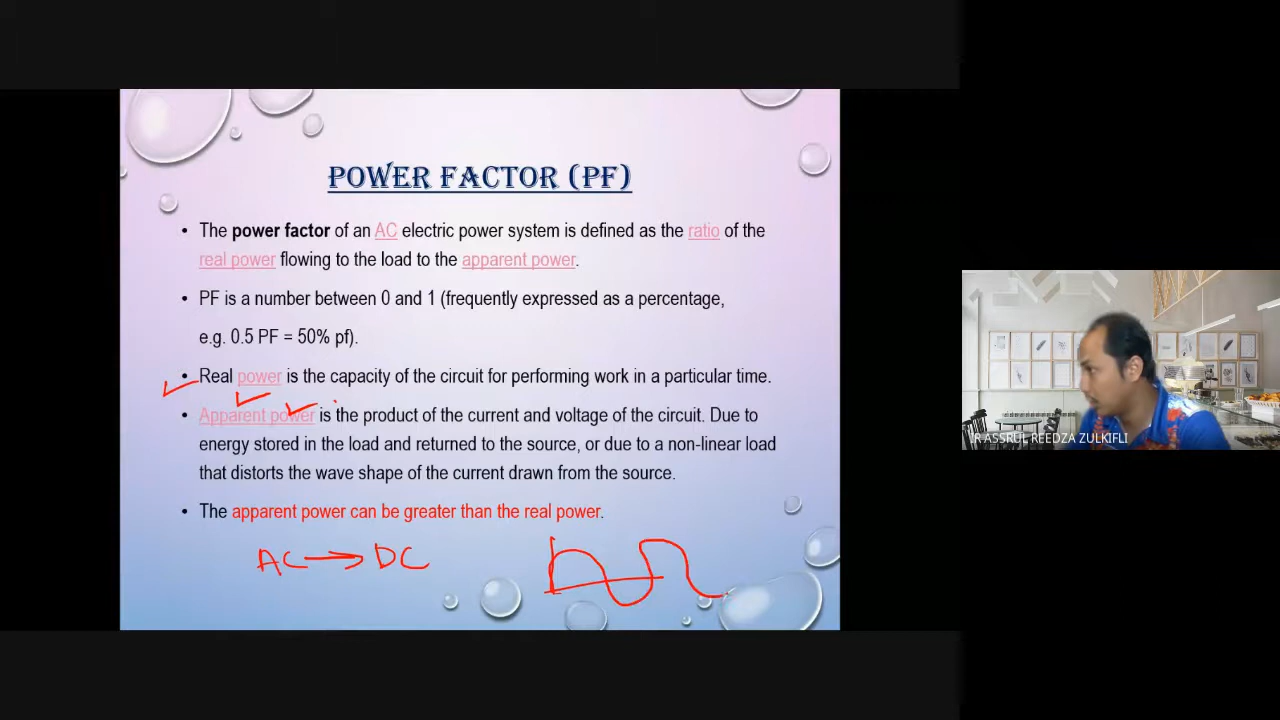 POWER FACTOR (PF)
• The power factor of an AC electric power system is defined as the ratio of the
real power flowing to the load to the apparent power.
• PF is a number between 0 and 1 (frequently expressed as a percentage,
e.g. 0.5 PF = 50% pf).
• Real power is the capacity of the circuit for performing work in a particular time.
• Apparent power is the product of the current and voltage of the circuit. Due to
energy stored in the load and returned to the source, or due to a non-linear load
that distorts the wave shape of the current drawn from the source.
• The apparent power can be greater than the real power.
AC → DC
ASSRUL REEDZA ZULKIFLI